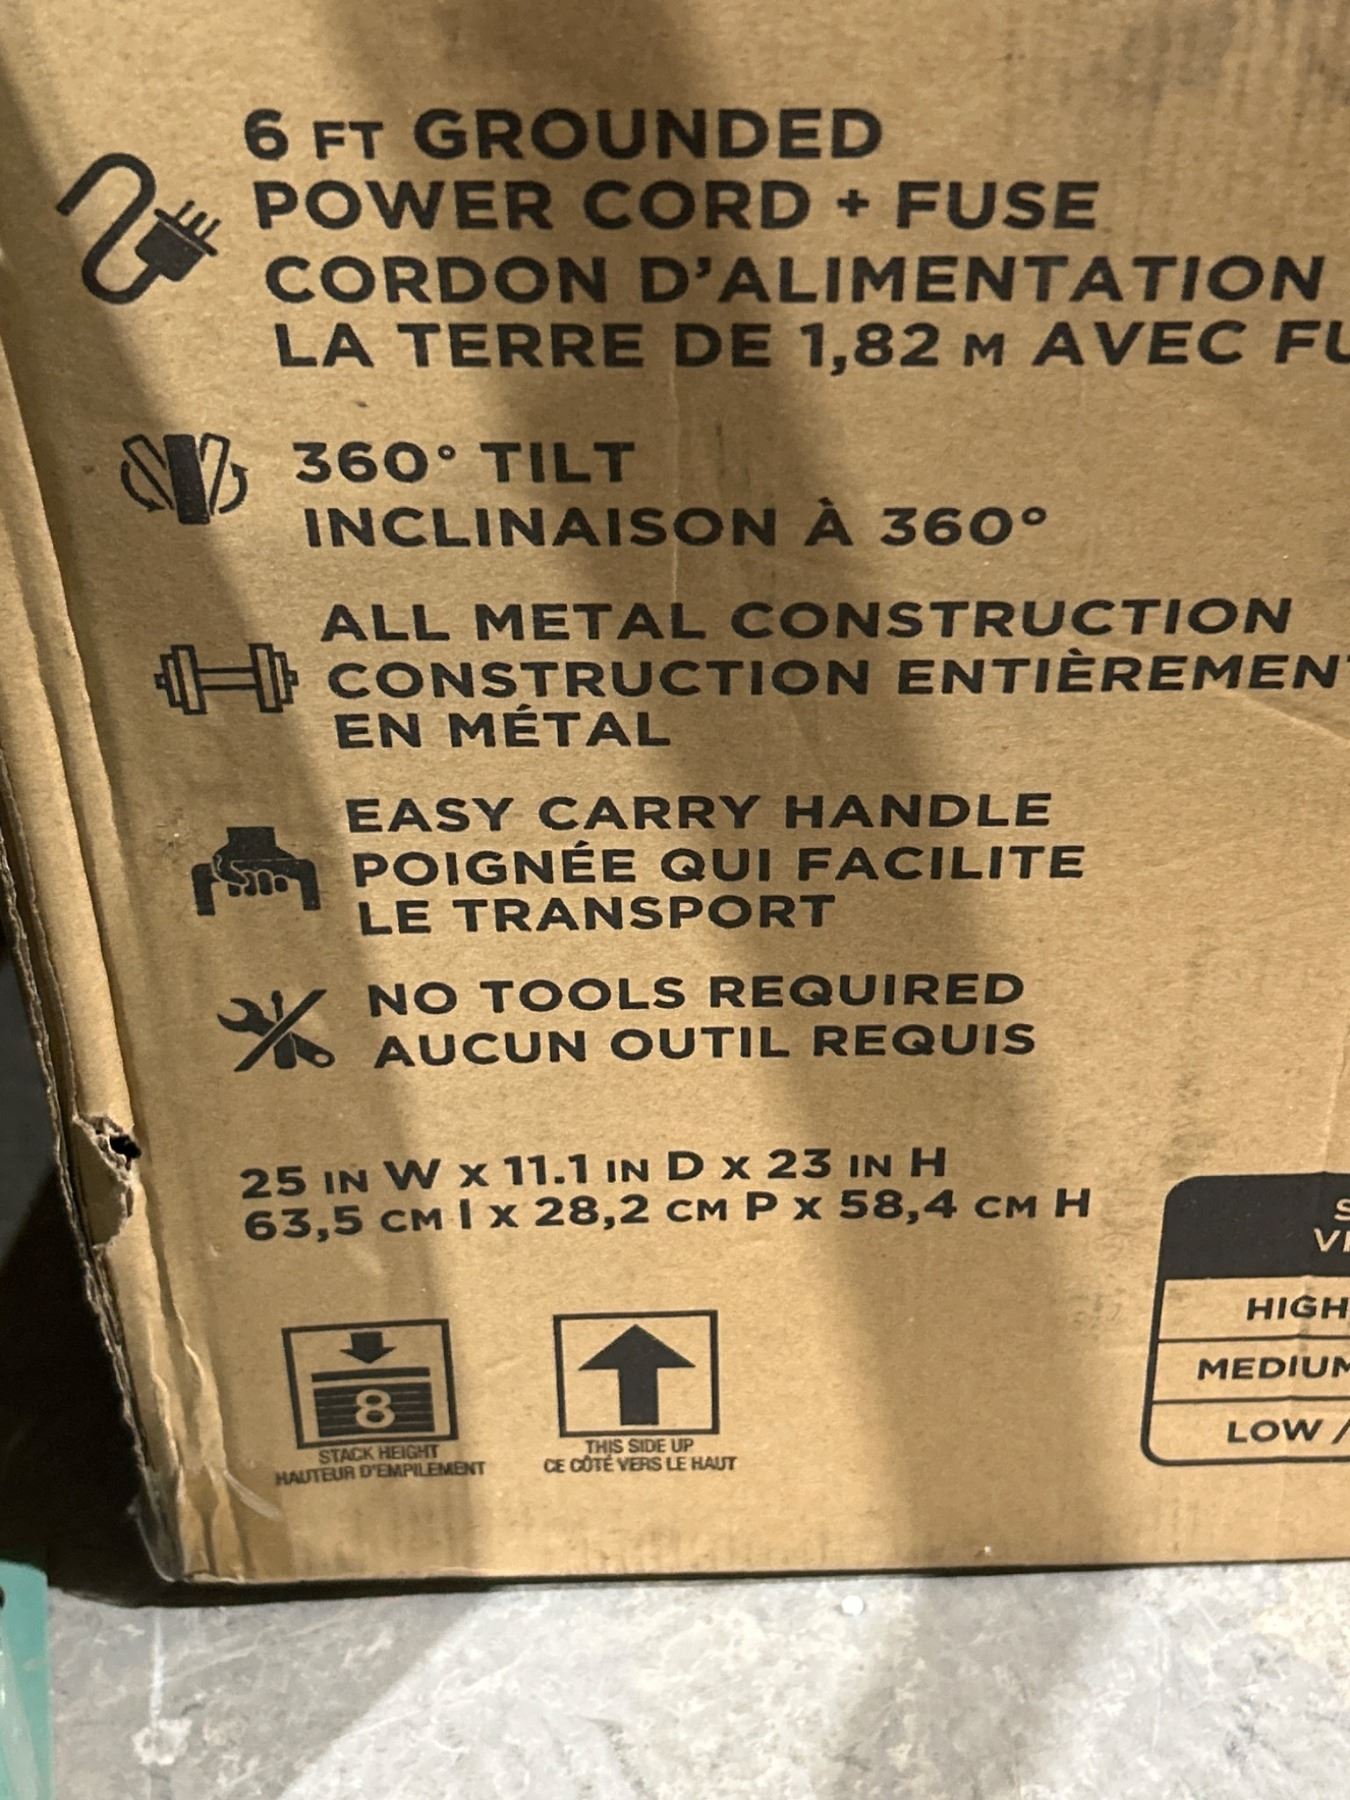 6 FT GROUNDED
POWER CORD + FUSE
CORDON D'ALIMENTATION
LA TERRE DE 1,82 M AVEC
360° TILT
INCLINAISON À 360°
ALL METAL CONSTRUCTION
CONSTRUCTION ENTIÈREMEN
EN MÉTAL
EASY CARRY HANDLE
POIGNÉE QUI FACILITE
LE TRANSPORT
NO TOOLS REQUIRED
AUCUN OUTIL REQUIS
25 IN W x 11.1 IN D x 23 IN H
63,5 CM l x 28,2 CM P x 58,4 CM H
8
STACK HEIGHT
HAUTEUR D'EMPILEMENT
THIS SIDE UP
CE CÔTÉ VERS LE HAUT
HIGH
MEDIUM
LOW /